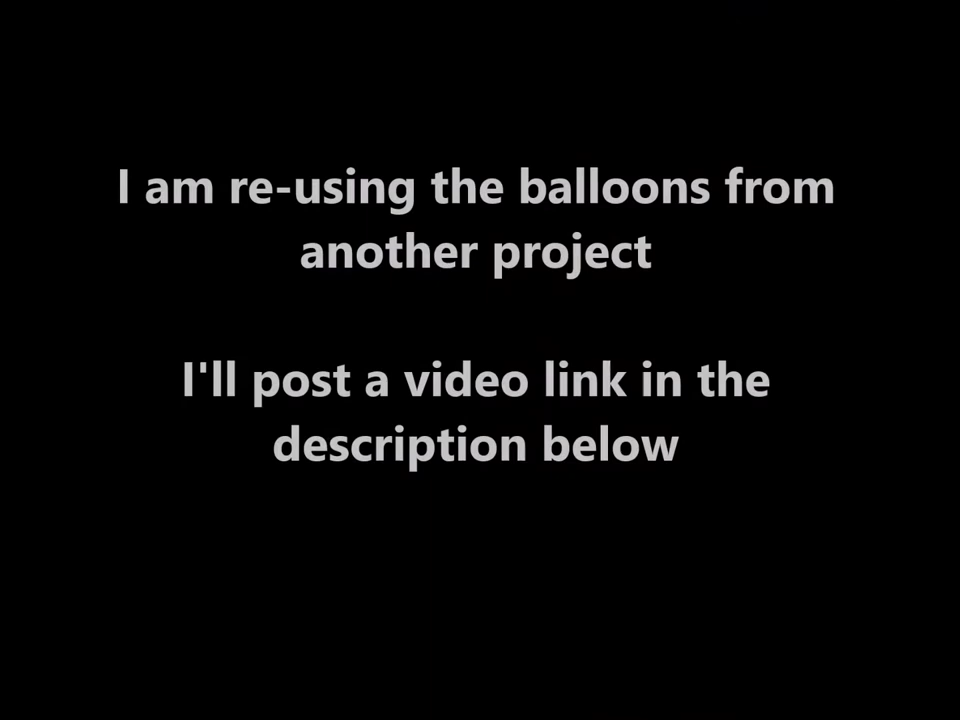 I am re-using the balloons from
another project
I'll post a video link in the
description below